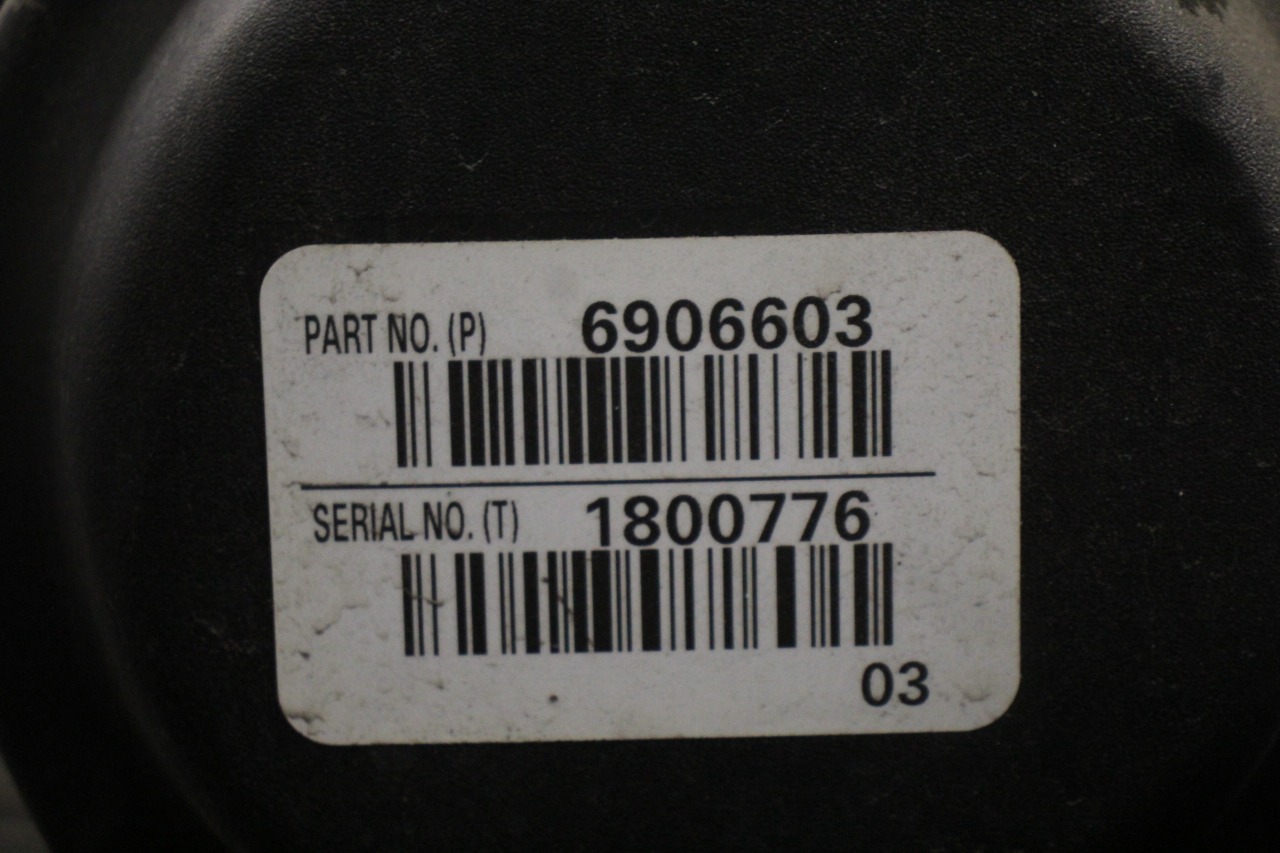 PART NO. (P) 6906603
SERIAL NO. (T) 1800776
03